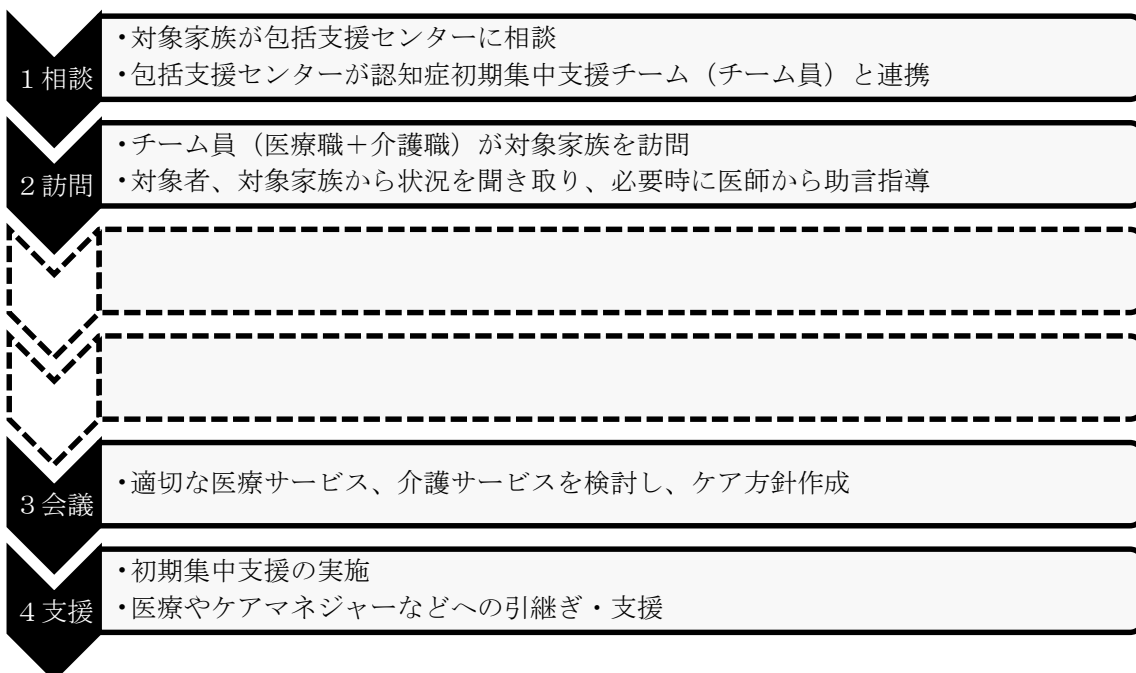 1相談
・対象家族が包括支援センターに相談
・包括支援センターが認知症初期集中支援チーム（チーム員）と連携
2訪問
・チーム員（医療職＋介護職）が対象家族を訪問
・対象者、対象家族から状況を聞き取り、必要時に医師から助言指導
3会議
・適切な医療サービス、介護サービスを検討し、ケア方針作成
4支援
・初期集中支援の実施
・医療やケアマネジャーなどへの引継ぎ・支援